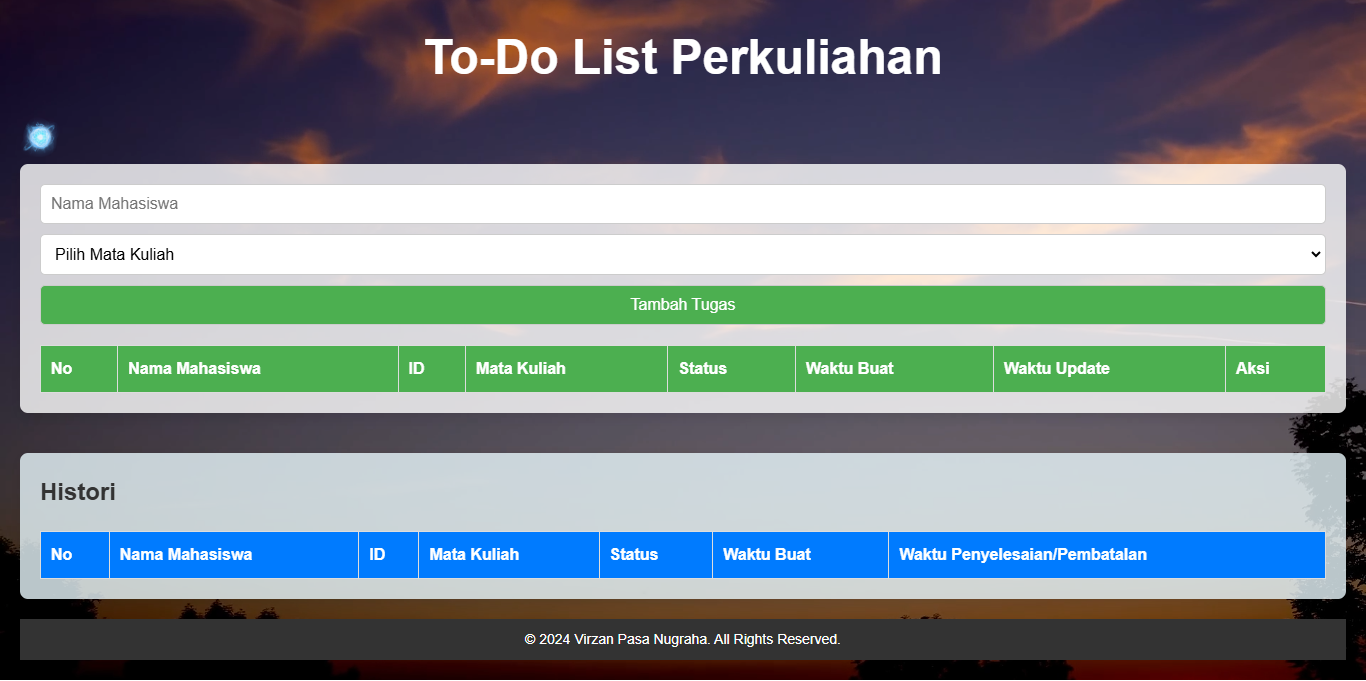 To-Do List Perkuliahan
Nama Mahasiswa
Pilih Mata Kuliah
Tambah Tugas
No Nama Mahasiswa ID Mata Kuliah Status Waktu Buat Waktu Update Aksi
Histori
No Nama Mahasiswa ID Mata Kuliah Status Waktu Buat Waktu Penyelesaian/Pembatalan
© 2024 Virzan Pasa Nugraha. All Rights Reserved.